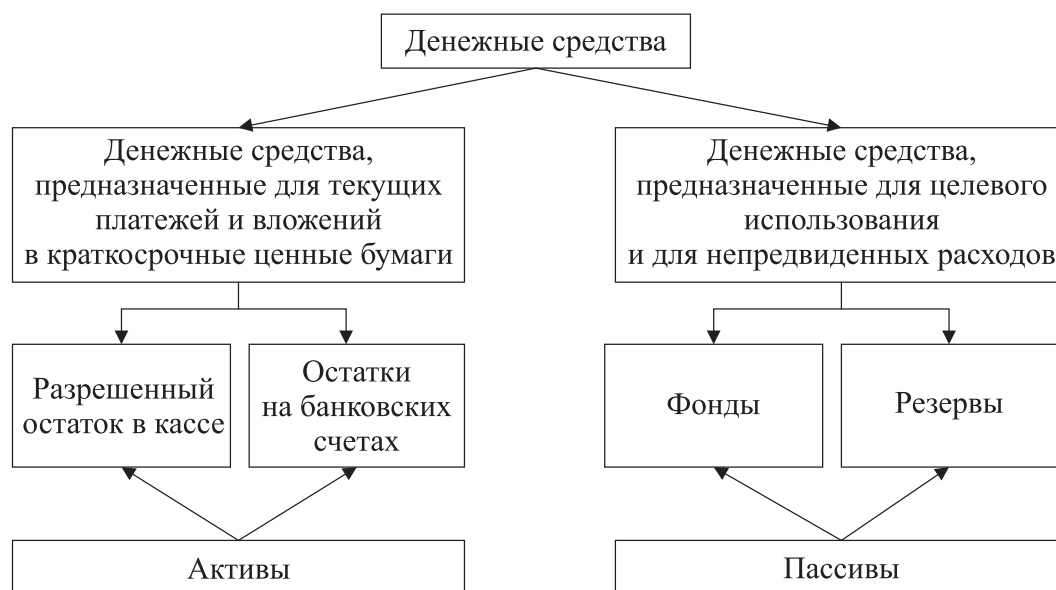 Денежные средства
Денежные средства,
предназначенные для текущих
платежей и вложений
в краткосрочные ценные бумаги
Денежные средства,
предназначенные для целевого
использования
и для непредвиденных расходов
Разрешенный
остаток в кассе
Остатки
на банковских
счетах
Фонды
Резервы
Активы
Пассивы